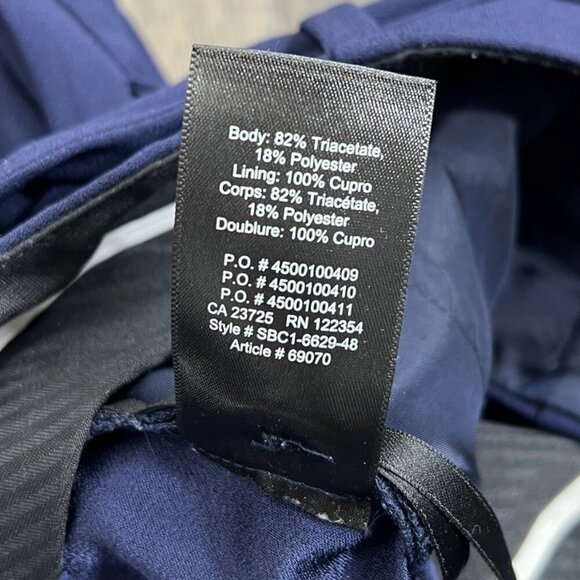 Body: 82% Triacetate,
18% Polyester
Lining: 100% Cupro
Corps: 82% Triacétate,
18% Polyester
Doublure: 100% Cupro
P.O. # 4500100409
P.O. # 4500100410
P.O. # 4500100411
CA 23725 RN 122354
Style # SBC1-6629-48
Article # 69070